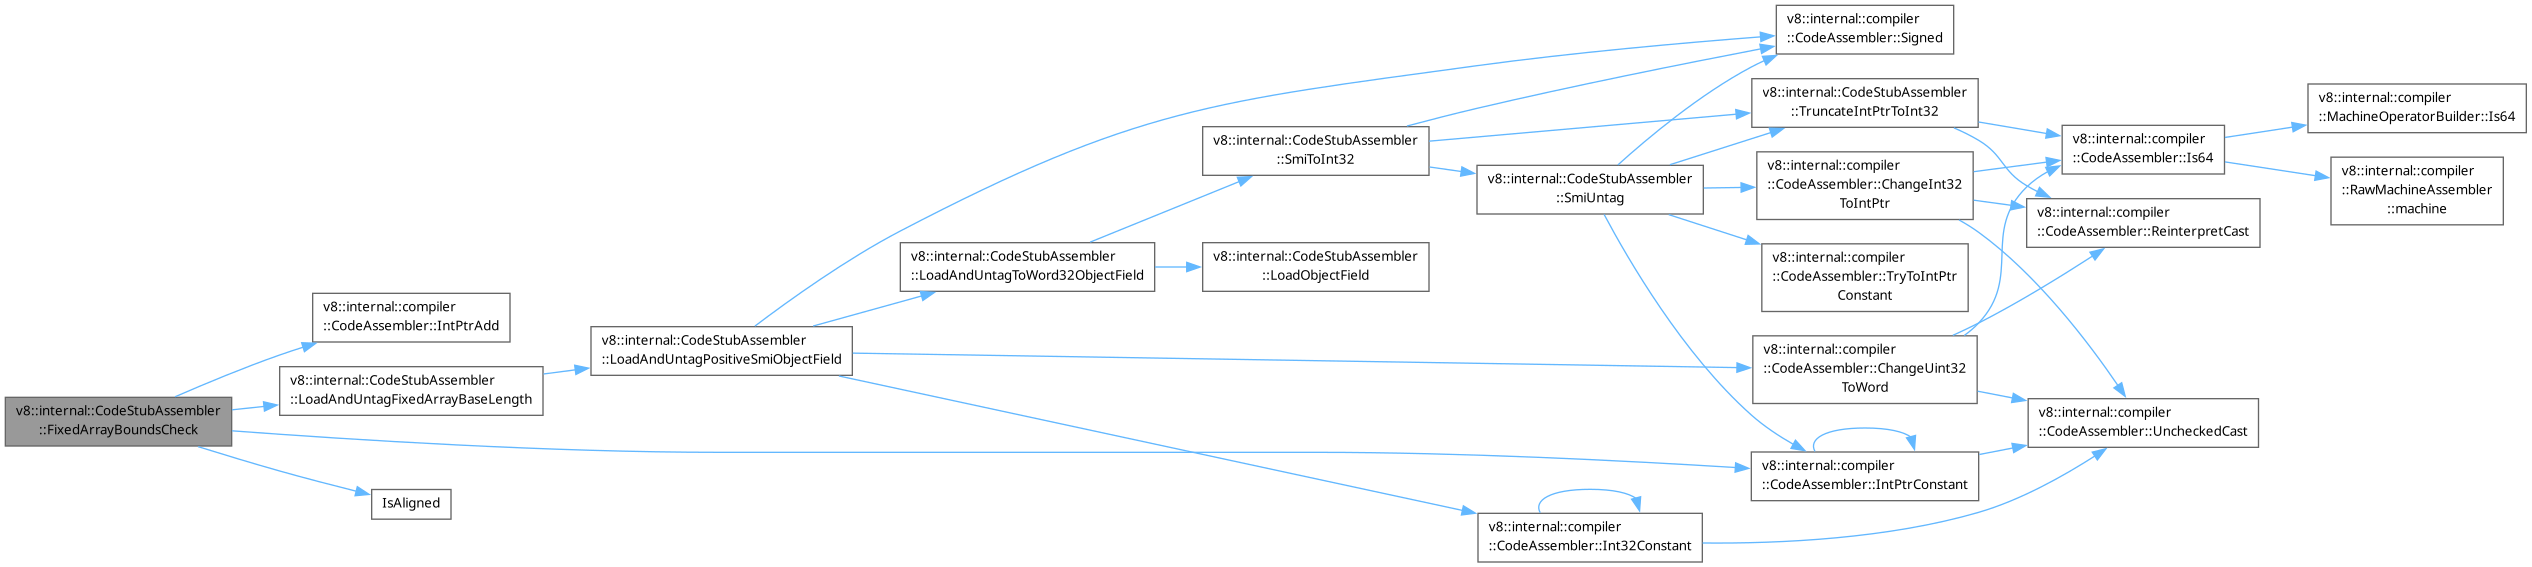 v8::internal::CodeStubAssembler
::FixedArrayBoundsCheck
v8::internal::compiler
::CodeAssembler::IntPtrAdd
v8::internal::CodeStubAssembler
::LoadAndUntagFixedArrayBaseLength
IsAligned
v8::internal::CodeStubAssembler
::LoadAndUntagPositiveSmiObjectField
v8::internal::CodeStubAssembler
::LoadAndUntagToWord32ObjectField
v8::internal::CodeStubAssembler
::SmiToInt32
v8::internal::CodeStubAssembler
::LoadObjectField
v8::internal::CodeStubAssembler
::SmiUntag
v8::internal::compiler
::CodeAssembler::Int32Constant
v8::internal::compiler
::CodeAssembler::Signed
v8::internal::CodeStubAssembler
::TruncateIntPtrToInt32
v8::internal::compiler
::CodeAssembler::ChangeInt32
ToIntPtr
v8::internal::compiler
::CodeAssembler::TryToIntPtr
Constant
v8::internal::compiler
::CodeAssembler::ChangeUint32
ToWord
v8::internal::compiler
::CodeAssembler::IntPtrConstant
v8::internal::compiler
::CodeAssembler::Is64
v8::internal::compiler
::CodeAssembler::ReinterpretCast
v8::internal::compiler
::CodeAssembler::UncheckedCast
v8::internal::compiler
::MachineOperatorBuilder::Is64
v8::internal::compiler
::RawMachineAssembler
::machine